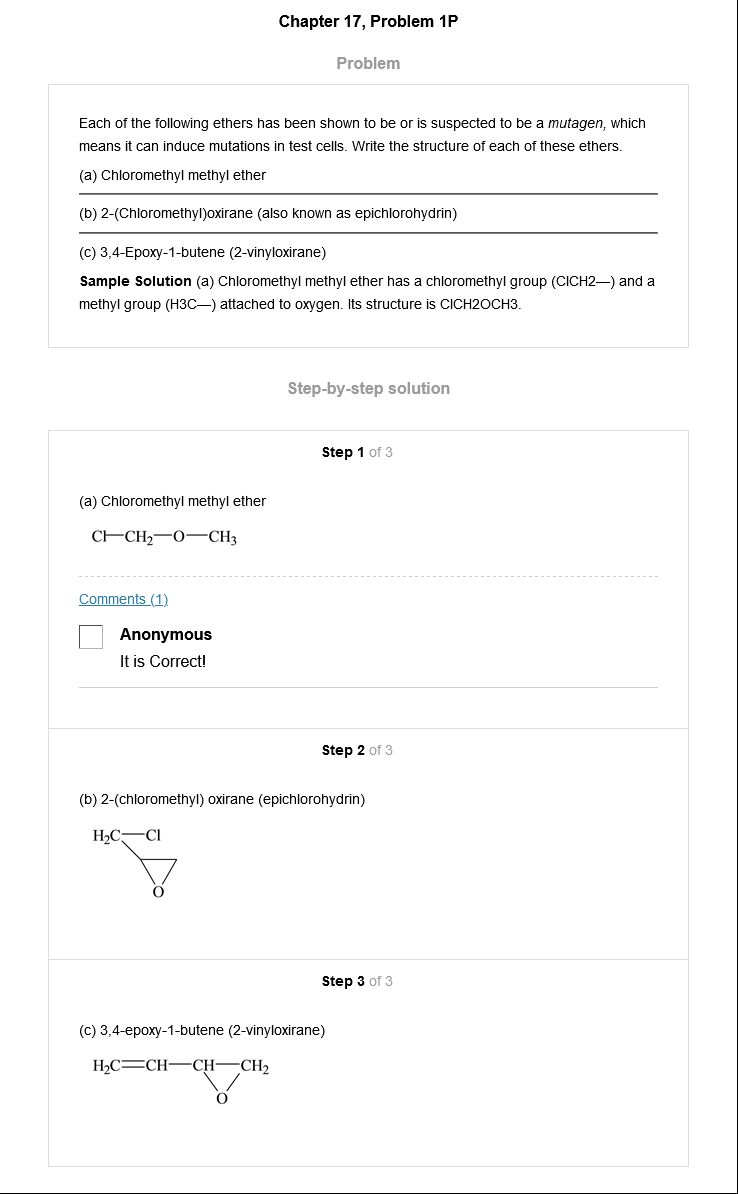 Chapter 17, Problem 1P
Problem
Each of the following ethers has been shown to be or is suspected to be a mutagen, which
means it can induce mutations in test cells. Write the structure of each of these ethers.
(a) Chloromethyl methyl ether
(b) 2-(Chloromethyl)oxirane (also known as epichlorohydrin)
(c) 3,4-Epoxy-1-butene (2-vinyloxirane)
Sample Solution (a) Chloromethyl methyl ether has a chloromethyl group (ClCH2—) and a
methyl group (H3C—) attached to oxygen. Its structure is ClCH2OCH3.
Step-by-step solution
Step 1 of 3
(a) Chloromethyl methyl ether
Cl—CH₂—O—CH₃
Comments (1)
Anonymous
It is Correct!
Step 2 of 3
(b) 2-(chloromethyl) oxirane (epichlorohydrin)
H₂C—Cl
O
Step 3 of 3
(c) 3,4-epoxy-1-butene (2-vinyloxirane)
H₂C=CH—CH—CH₂
O